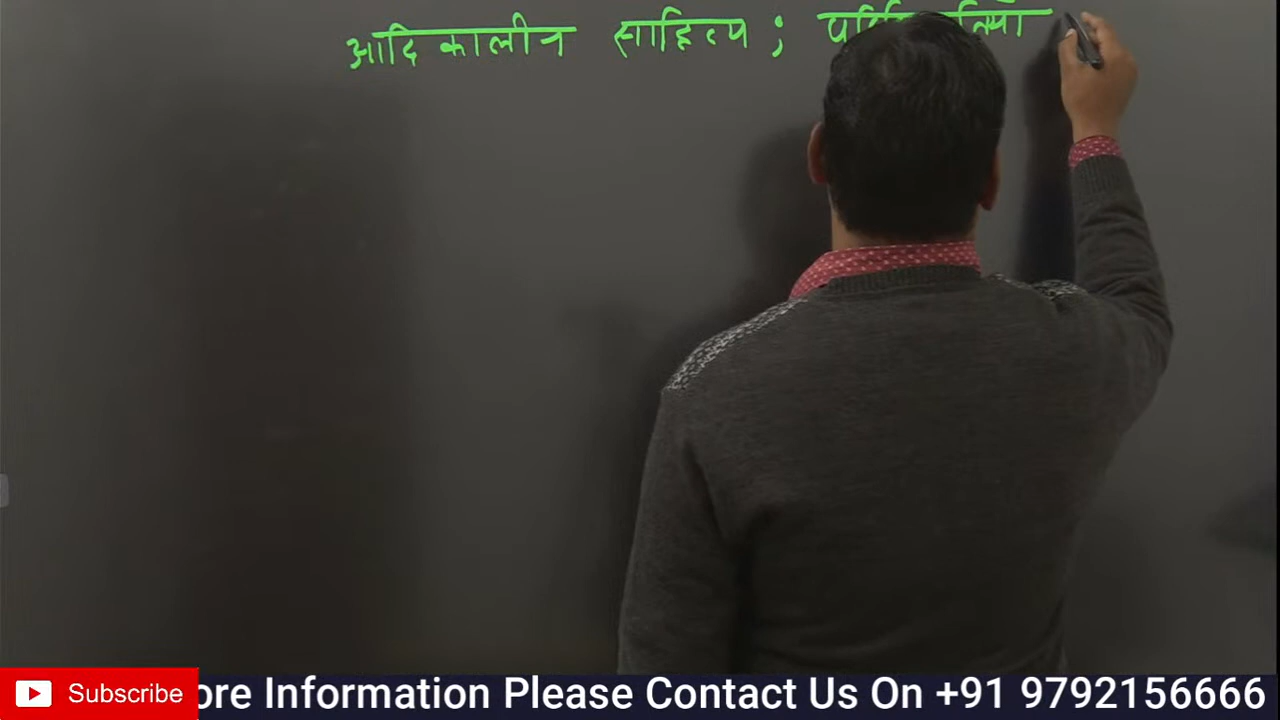 आदिकालीन साहित्य ;
Subscribe
ore Information Please Contact Us On +91 9792156666